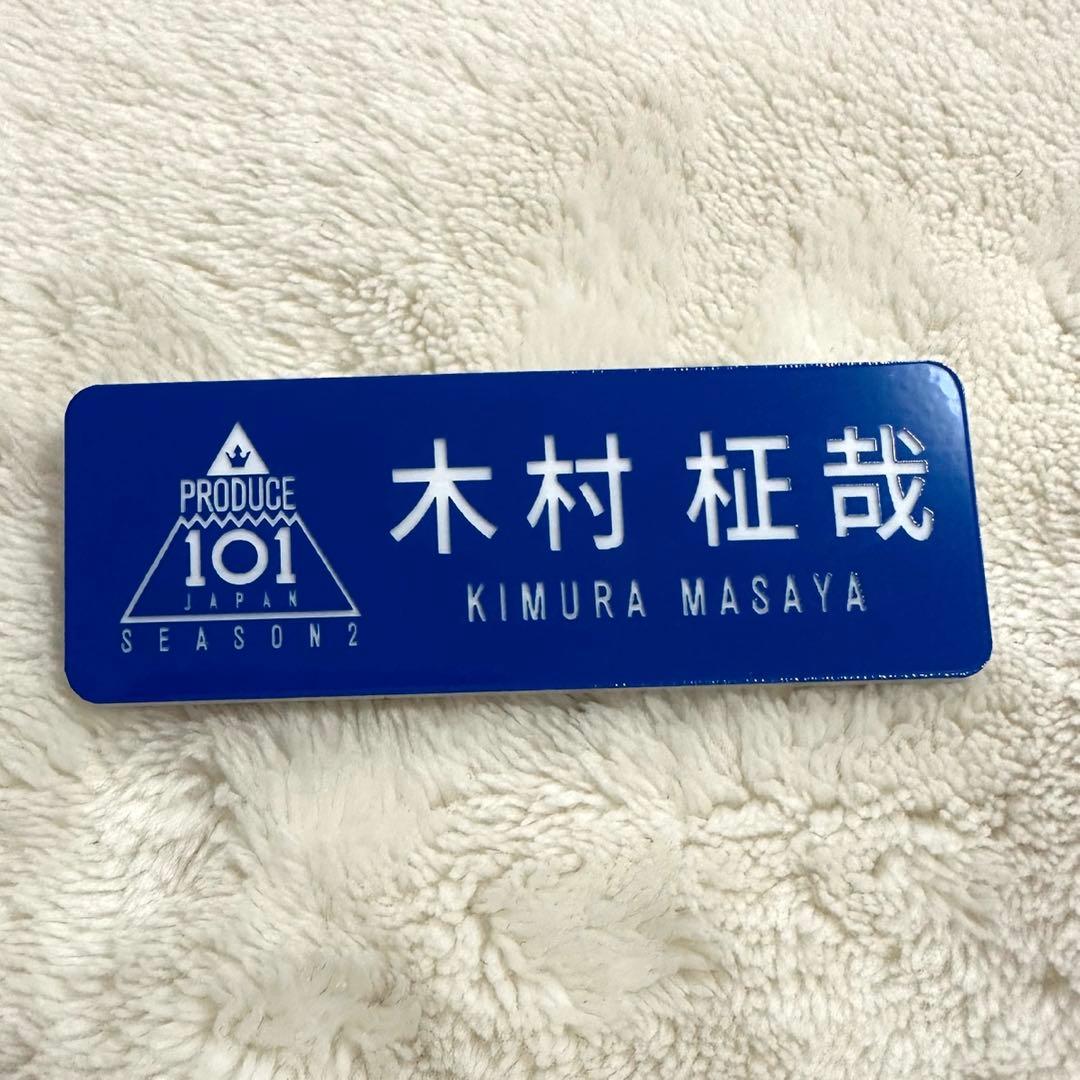 PRODUCE
101
JAPAN
SEASON2
木村 柾哉
KIMURA MASAYA